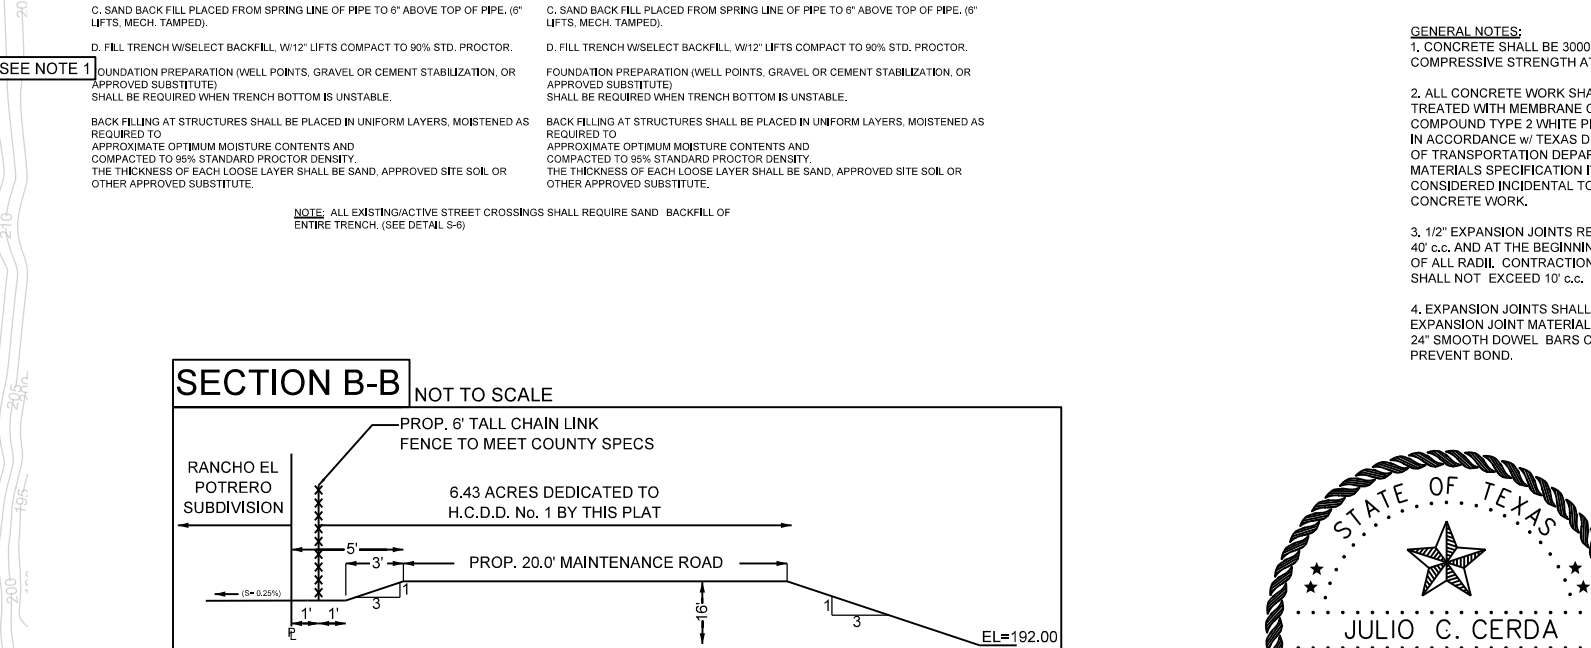 C. SAND BACK FILL PLACED FROM SPRING LINE OF PIPE TO 6" ABOVE TOP OF PIPE. (6"
LIFTS, MECH. TAMPED).
D. FILL TRENCH W/SELECT BACKFILL, W/12" LIFTS COMPACT TO 90% STD. PROCTOR.
SEE NOTE 1
OUNDATION PREPARATION (WELL POINTS, GRAVEL OR CEMENT STABILIZATION, OR
APPROVED SUBSTITUTE)
SHALL BE REQUIRED WHEN TRENCH BOTTOM IS UNSTABLE.
BACK FILLING AT STRUCTURES SHALL BE PLACED IN UNIFORM LAYERS, MOISTENED AS
REQUIRED TO
APPROXIMATE OPTIMUM MOISTURE CONTENTS AND
COMPACTED TO 95% STANDARD PROCTOR DENSITY.
THE THICKNESS OF EACH LOOSE LAYER SHALL BE SAND, APPROVED SITE SOIL OR
OTHER APPROVED SUBSTITUTE.
C. SAND BACK FILL PLACED FROM SPRING LINE OF PIPE TO 6" ABOVE TOP OF PIPE. (6"
LIFTS, MECH. TAMPED).
D. FILL TRENCH W/SELECT BACKFILL, W/12" LIFTS COMPACT TO 90% STD. PROCTOR.
FOUNDATION PREPARATION (WELL POINTS, GRAVEL OR CEMENT STABILIZATION, OR
APPROVED SUBSTITUTE)
SHALL BE REQUIRED WHEN TRENCH BOTTOM IS UNSTABLE.
BACK FILLING AT STRUCTURES SHALL BE PLACED IN UNIFORM LAYERS, MOISTENED AS
REQUIRED TO
APPROXIMATE OPTIMUM MOISTURE CONTENTS AND
COMPACTED TO 95% STANDARD PROCTOR DENSITY.
THE THICKNESS OF EACH LOOSE LAYER SHALL BE SAND, APPROVED SITE SOIL OR
OTHER APPROVED SUBSTITUTE.
NOTE: ALL EXISTING/ACTIVE STREET CROSSINGS SHALL REQUIRE SAND BACKFILL OF
ENTIRE TRENCH. (SEE DETAIL S-6)
210
205
195
200
SECTION B-B
NOT TO SCALE
PROP. 6' TALL CHAIN LINK
FENCE TO MEET COUNTY SPECS
RANCHO EL
POTRERO
SUBDIVISION
6.43 ACRES DEDICATED TO
H.C.D.D. No. 1 BY THIS PLAT
5'
3'
PROP. 20.0' MAINTENANCE ROAD
(S= 0.25%)
1
3
1'
1'
PL
16'
1
3
EL=192.00
GENERAL NOTES:
1. CONCRETE SHALL BE 3000
COMPRESSIVE STRENGTH AT
2. ALL CONCRETE WORK SHA
TREATED WITH MEMBRANE C
COMPOUND TYPE 2 WHITE P
IN ACCORDANCE w/ TEXAS D
OF TRANSPORTATION DEPAR
MATERIALS SPECIFICATION I
CONSIDERED INCIDENTAL TO
CONCRETE WORK.
3. 1/2" EXPANSION JOINTS RE
40' c.c. AND AT THE BEGINNIN
OF ALL RADII. CONTRACTION
SHALL NOT EXCEED 10' c.c.
4. EXPANSION JOINTS SHALL
EXPANSION JOINT MATERIAL
24" SMOOTH DOWEL BARS C
PREVENT BOND.
STATE OF TEXAS
JULIO C. CERDA